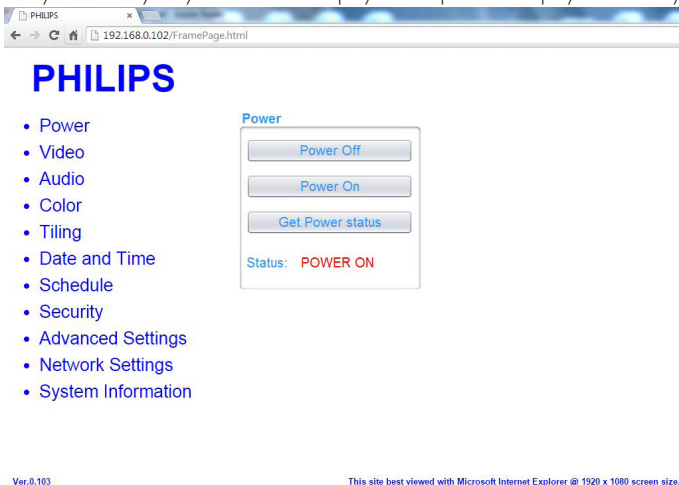 PHILIPS
192.168.0.102/FramePage.html
PHILIPS
Power
Video
Audio
Color
Tiling
Date and Time
Schedule
Security
Advanced Settings
Network Settings
System Information
Power
Power Off
Power On
Get Power status
Status: POWER ON
Ver.0.103
This site best viewed with Microsoft Internet Explorer @ 1920 x 1080 screen size.